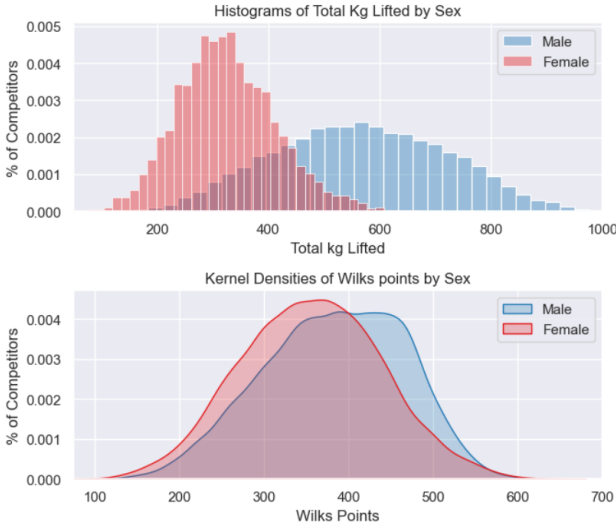 Histograms of Total Kg Lifted by Sex
0.005
0.004
0.003
0.002
0.001
0.000
% of Competitors
Male
Female
200
400
600
800
1000
Total kg Lifted
Kernel Densities of Wilks points by Sex
0.004
0.003
0.002
0.001
0.000
% of Competitors
Male
Female
100
200
300
400
500
600
700
Wilks Points